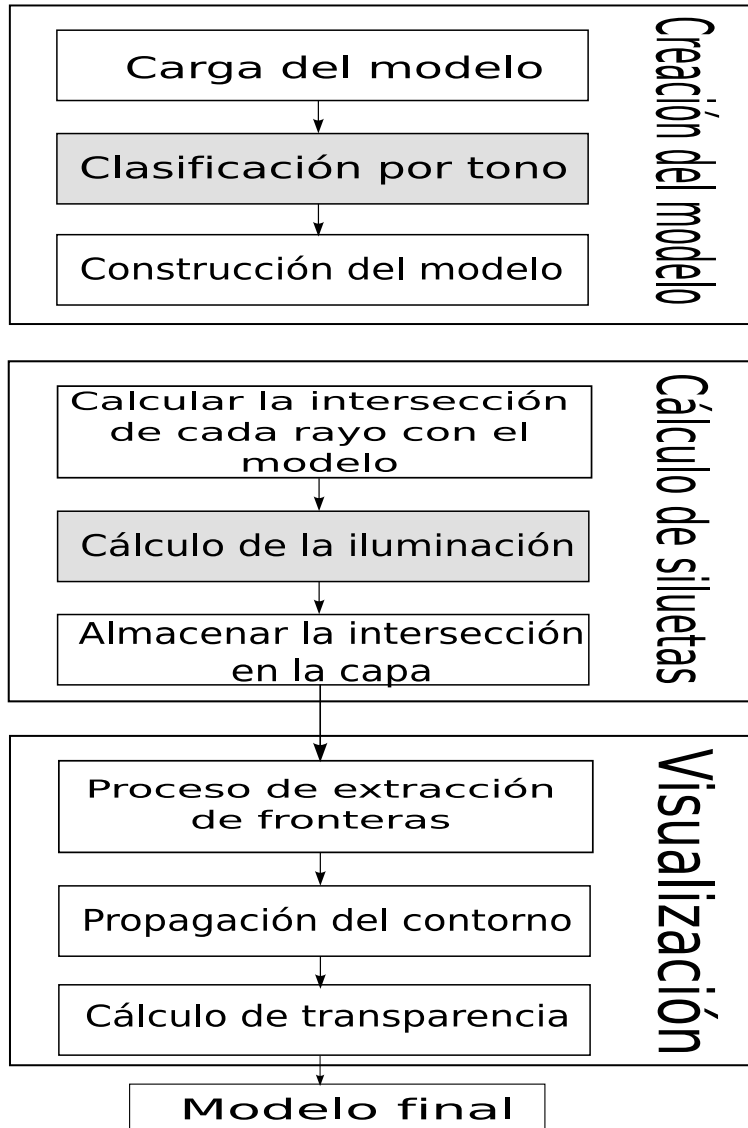 Carga del modelo
Clasificación por tono
Construcción del modelo
Creación del modelo
Calcular la intersección
de cada rayo con el
modelo
Cálculo de la iluminación
Almacenar la intersección
en la capa
Cálculo de siluetas
Proceso de extracción
de fronteras
Propagación del contorno
Cálculo de transparencia
Visualización
Modelo final